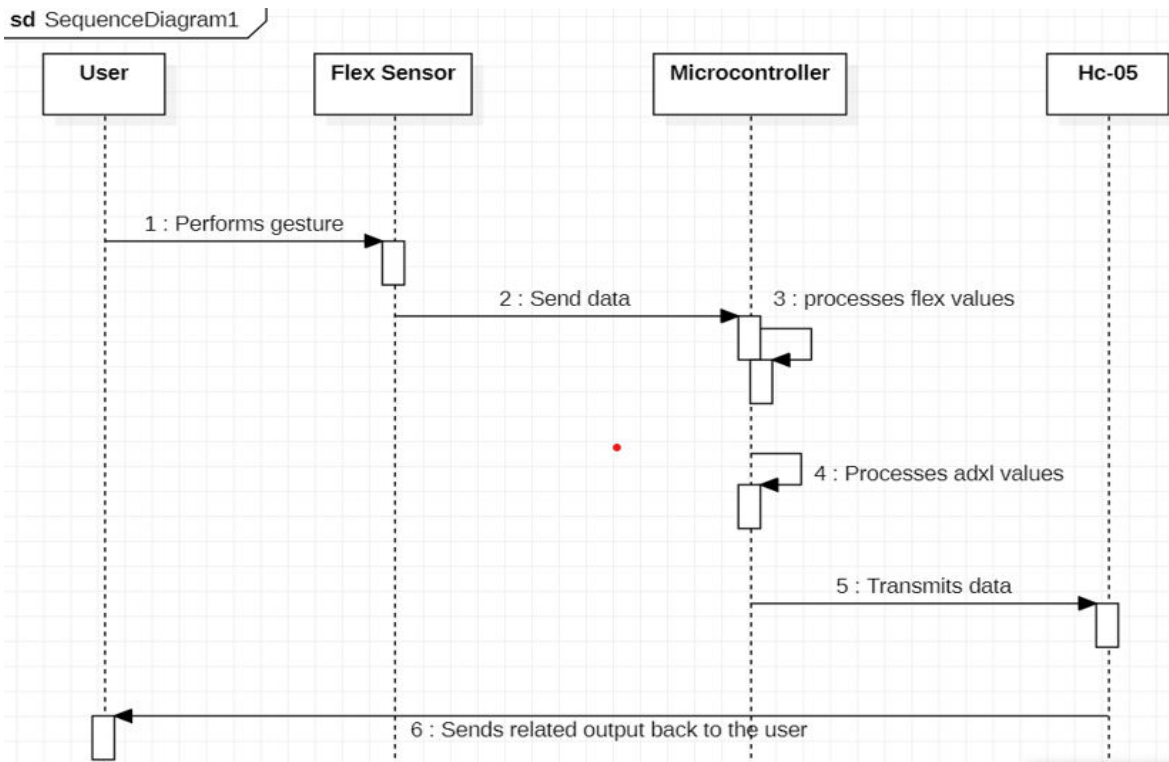 sd SequenceDiagram1
User
Flex Sensor
Microcontroller
Hc-05
1 : Performs gesture
2 : Send data
3 : processes flex values
4 : Processes adxl values
5 : Transmits data
6 : Sends related output back to the user